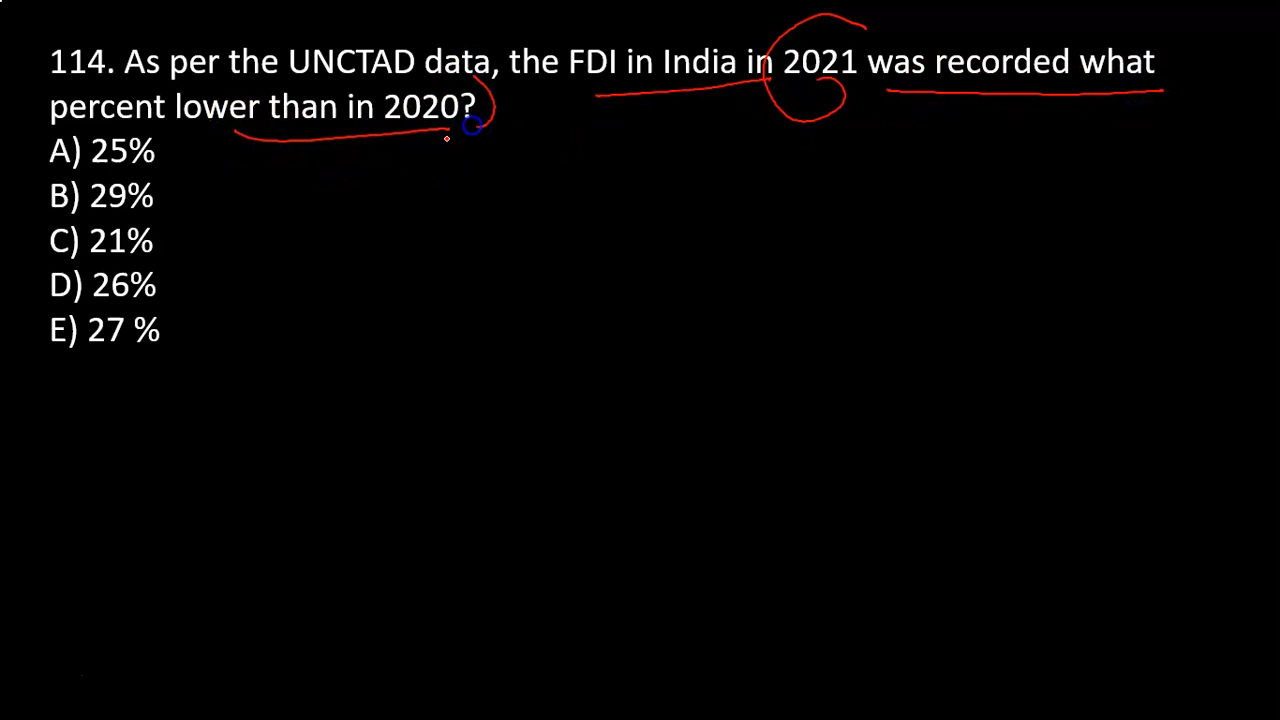 114. As per the UNCTAD data, the FDI in India in 2021 was recorded what
percent lower than in 2020?
A) 25%
B) 29%
C) 21%
D) 26%
E) 27 %